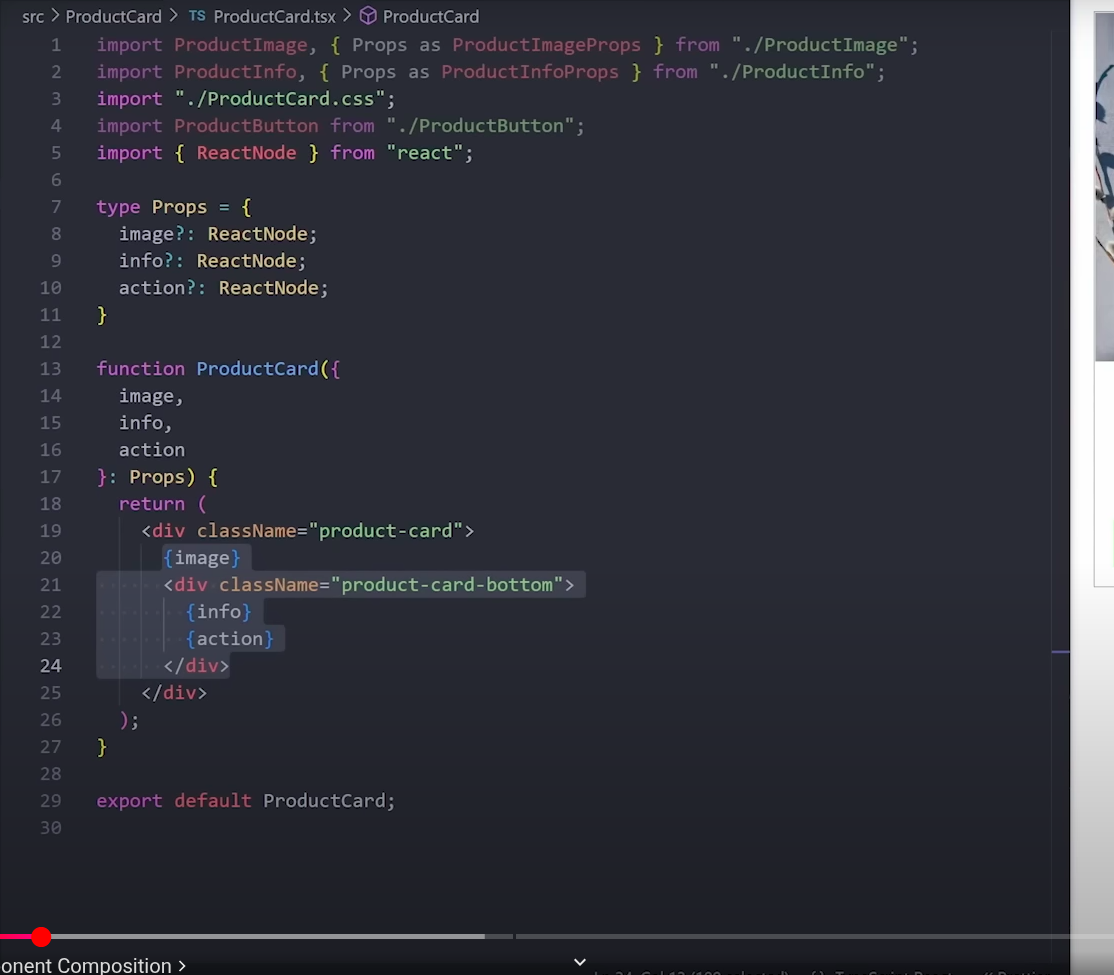 src > ProductCard > TS ProductCard.tsx > ProductCard
1 import ProductImage, { Props as ProductImageProps } from "./ProductImage";
2 import ProductInfo, { Props as ProductInfoProps } from "./ProductInfo";
3 import "./ProductCard.css";
4 import ProductButton from "./ProductButton";
5 import { ReactNode } from "react";
6
7 type Props = {
8   image?: ReactNode;
9   info?: ReactNode;
10   action?: ReactNode;
11 }
12
13 function ProductCard({
14   image,
15   info,
16   action
17 }: Props) {
18   return (
19     <div className="product-card">
20       {image}
21       <div className="product-card-bottom">
22         {info}
23         {action}
24       </div>
25     </div>
26   );
27 }
28
29 export default ProductCard;
30
onent Composition >